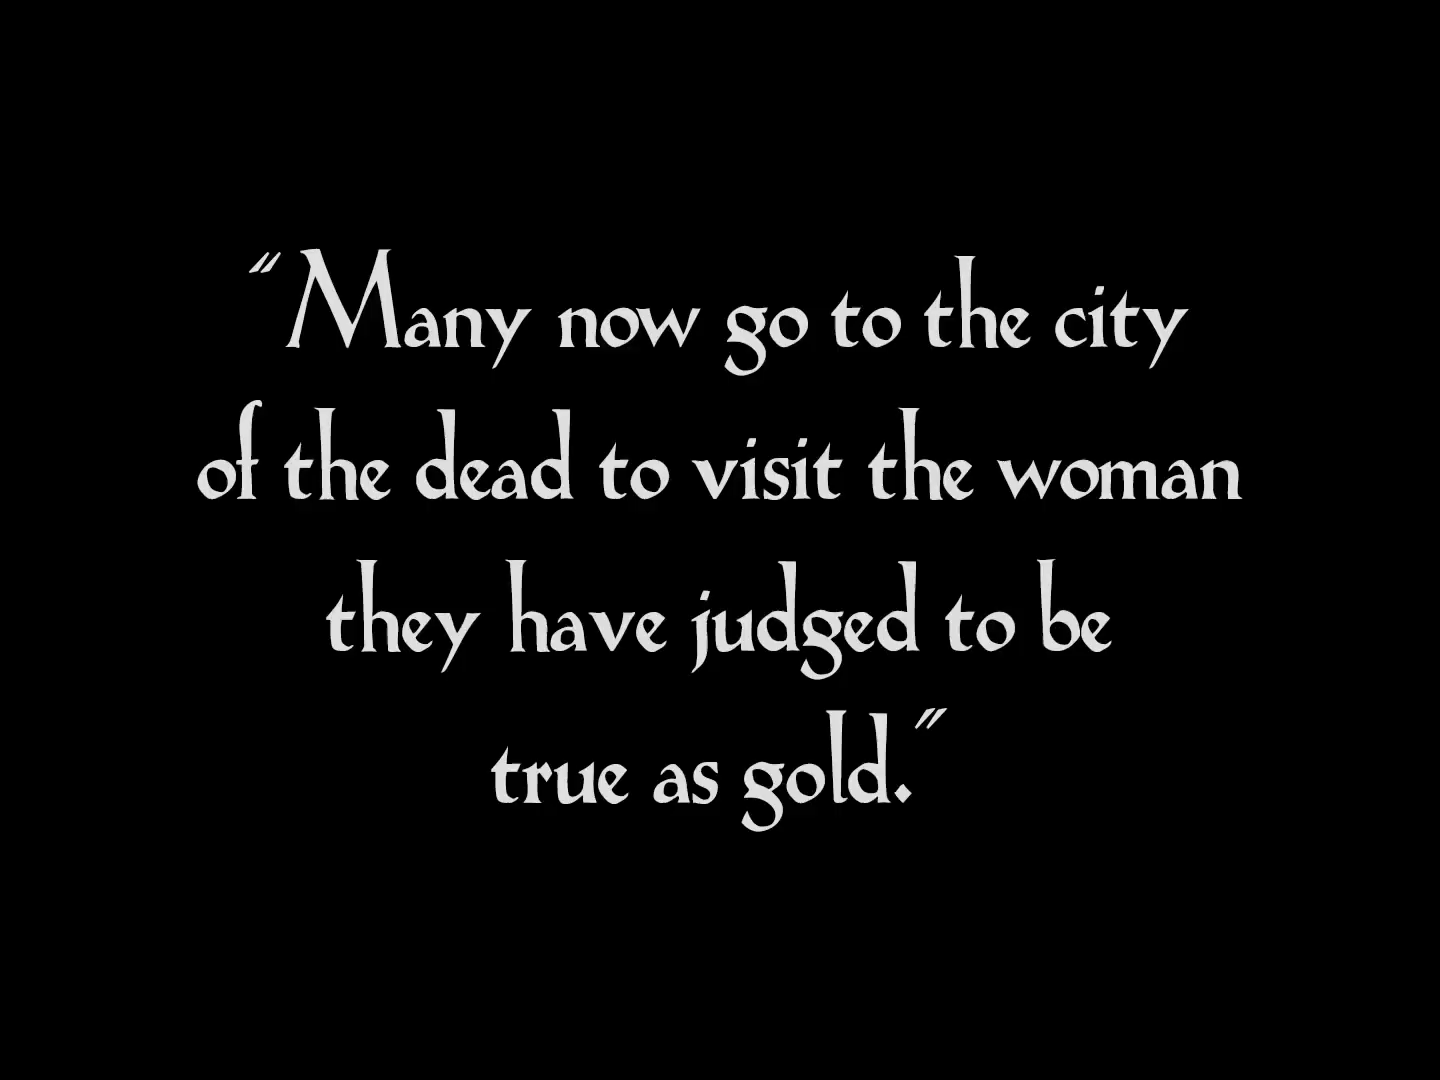 “Many now go to the city
of the dead to visit the woman
they have judged to be
true as gold.”